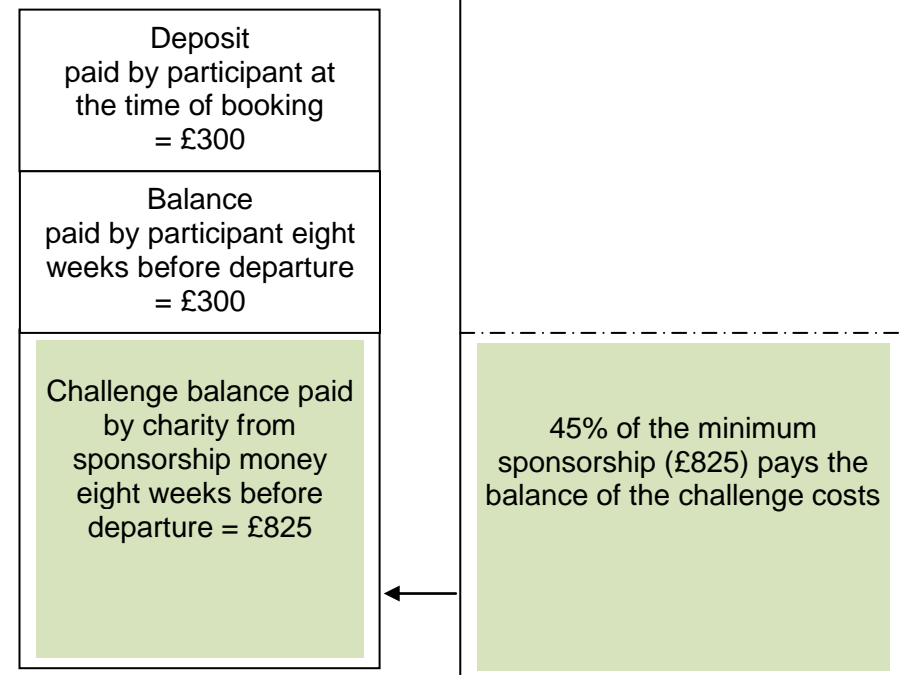 Deposit
paid by participant at
the time of booking
= £300
Balance
paid by participant eight
weeks before departure
= £300
Challenge balance paid
by charity from
sponsorship money
eight weeks before
departure = £825
45% of the minimum
sponsorship (£825) pays the
balance of the challenge costs